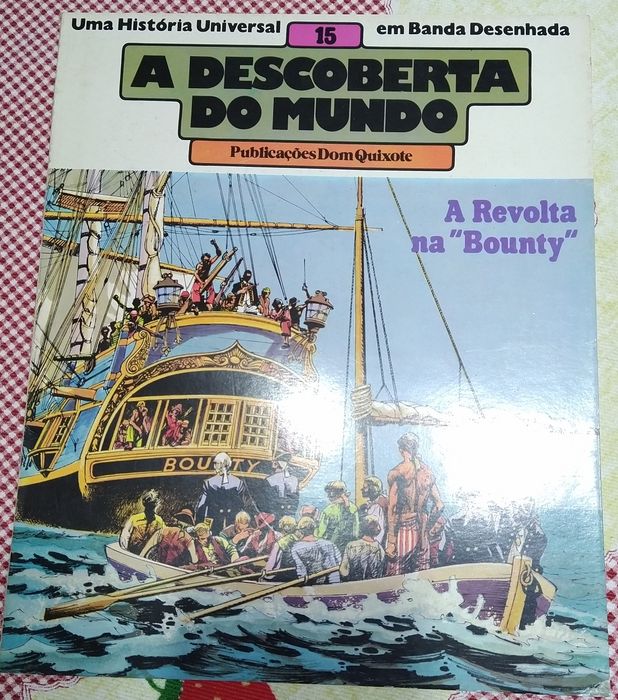 Uma História Universal 15 em Banda Desenhada
A DESCOBERTA
DO MUNDO
Publicações Dom Quixote
A Revolta
na "Bounty"
BOUNTY